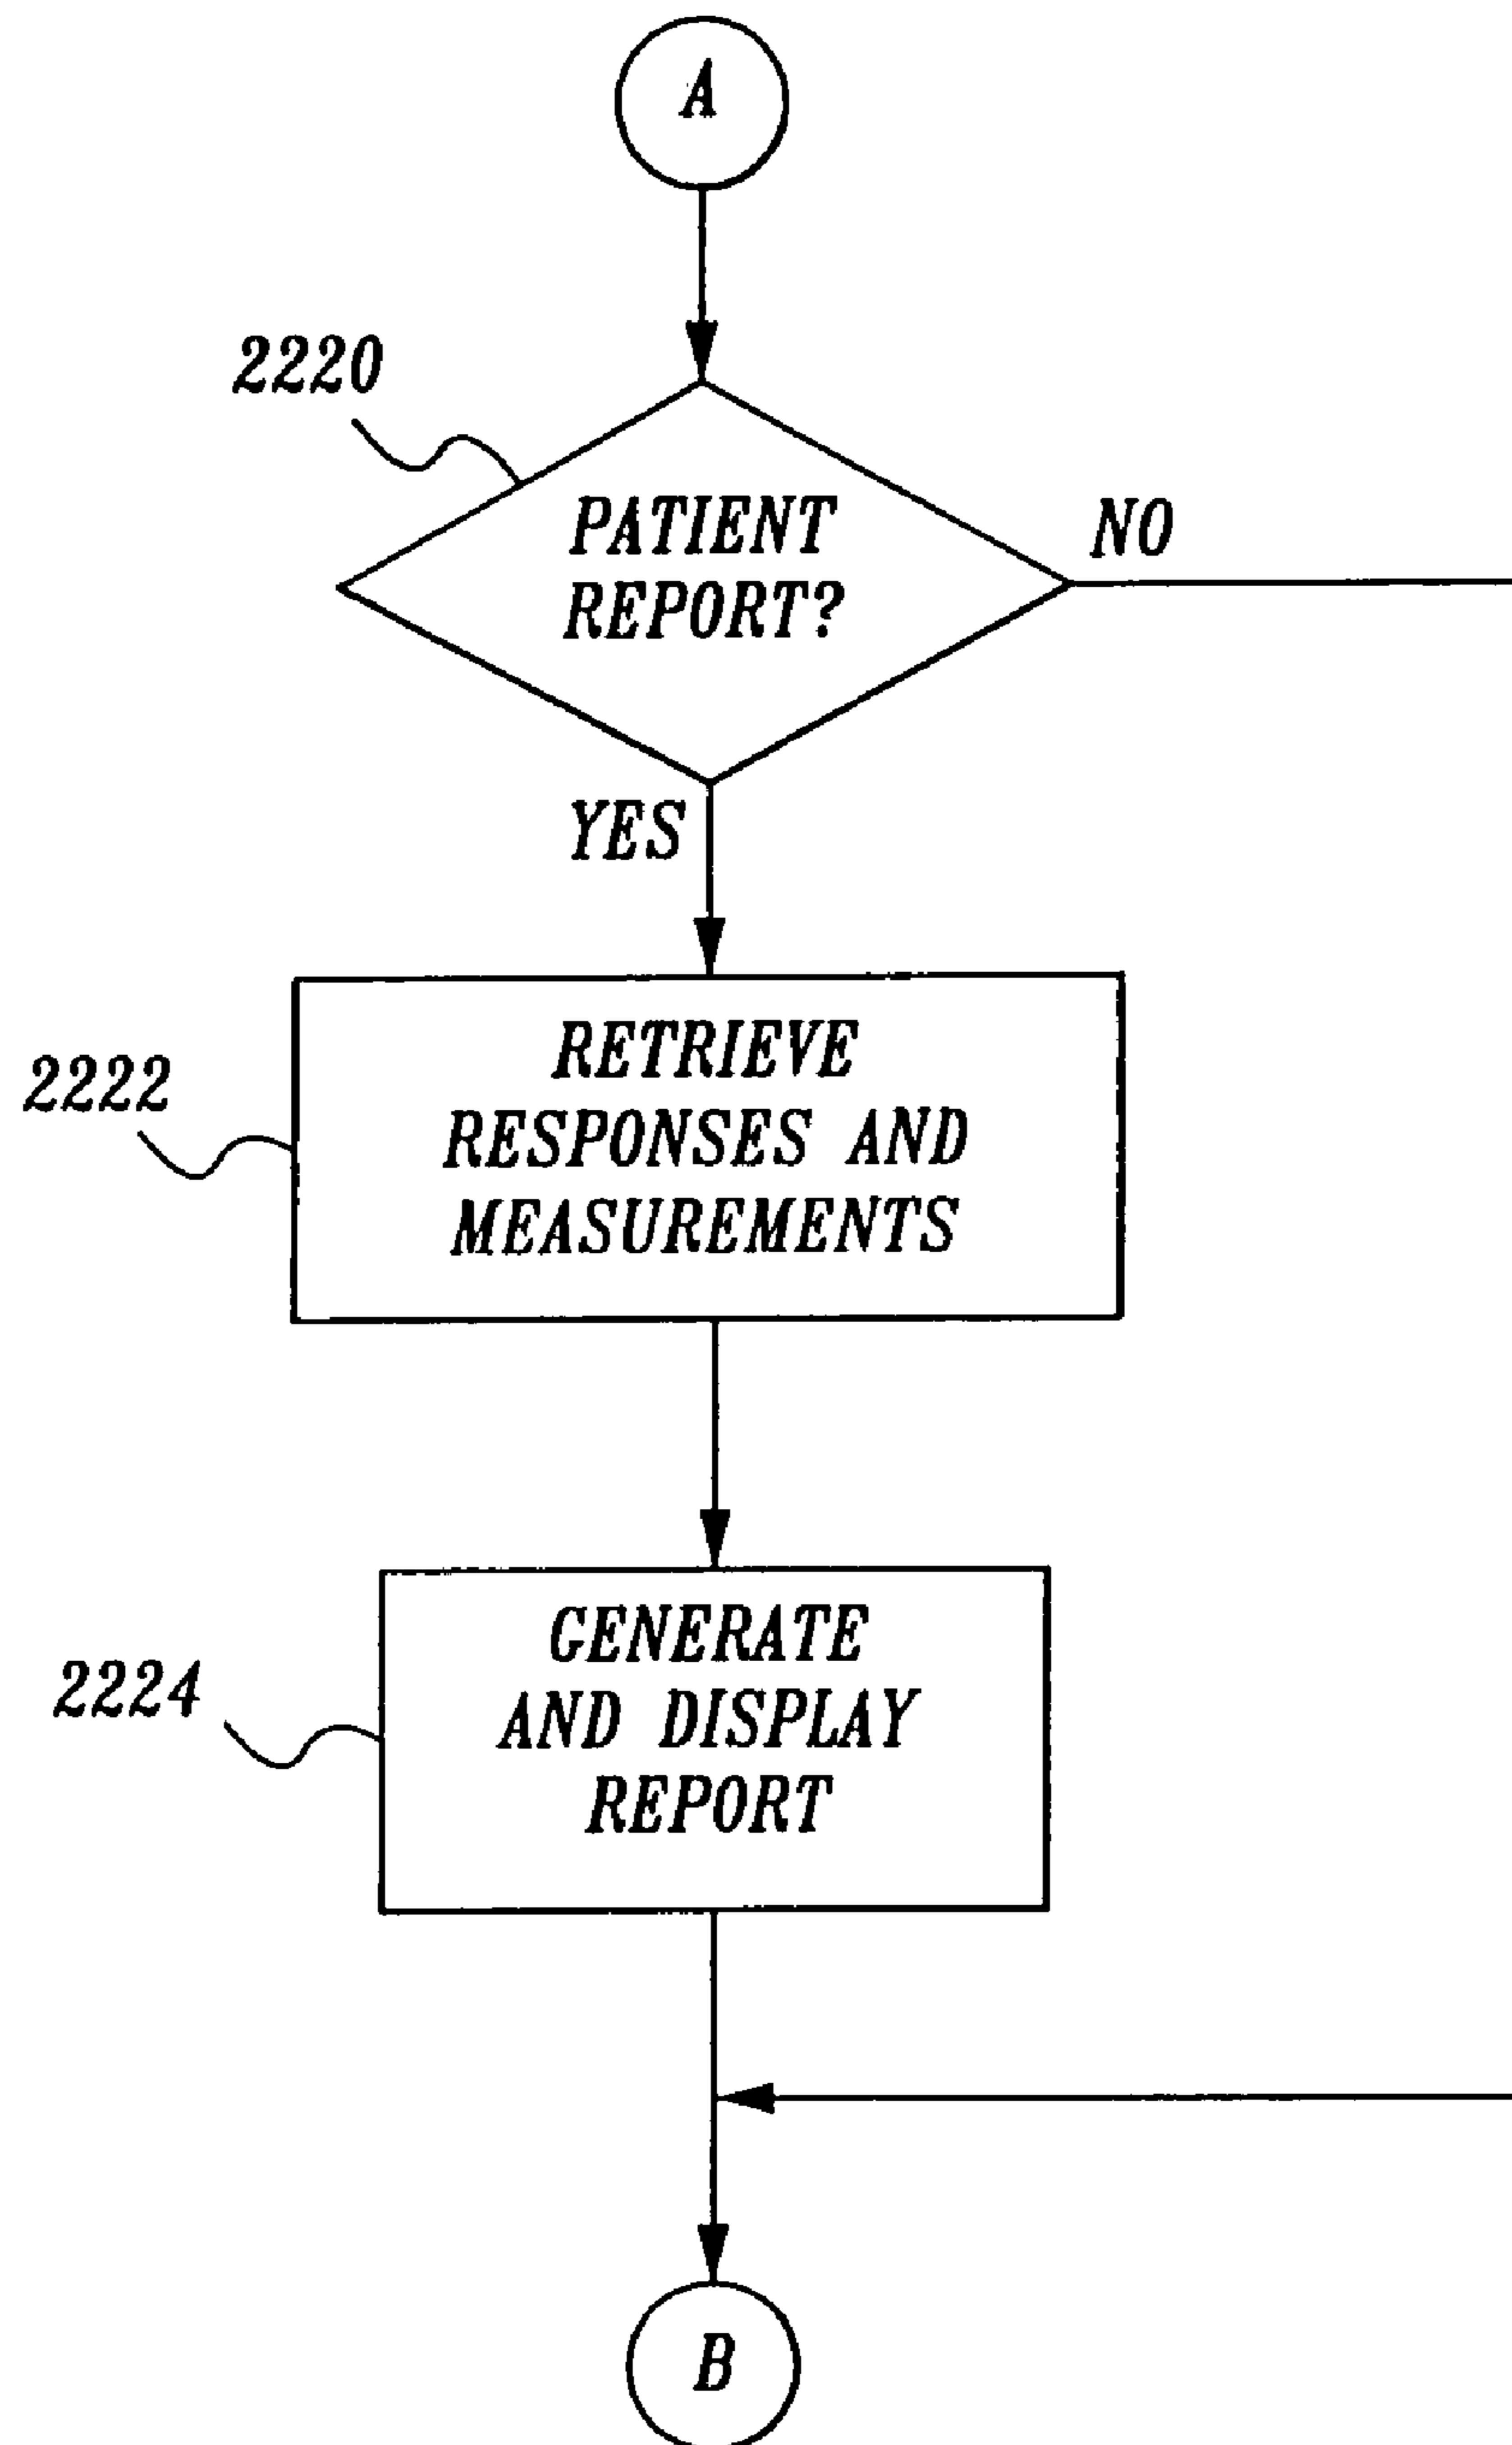 A
2220
PATIENT
REPORT?
NO
YES
2222
RETRIEVE
RESPONSES AND
MEASUREMENTS
2224
GENERATE
AND DISPLAY
REPORT
B